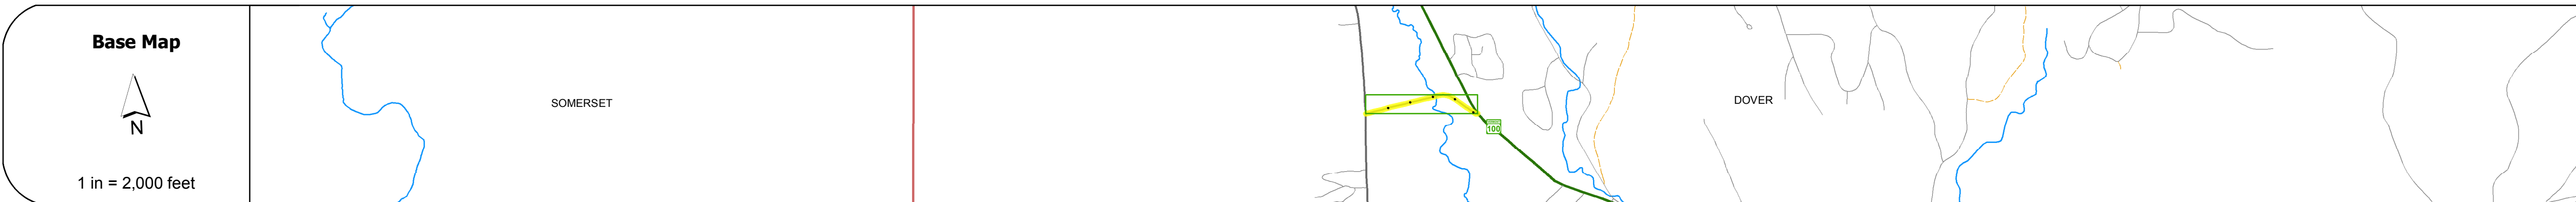 Base Map
N
1 in = 2,000 feet
SOMERSET
DOVER
100